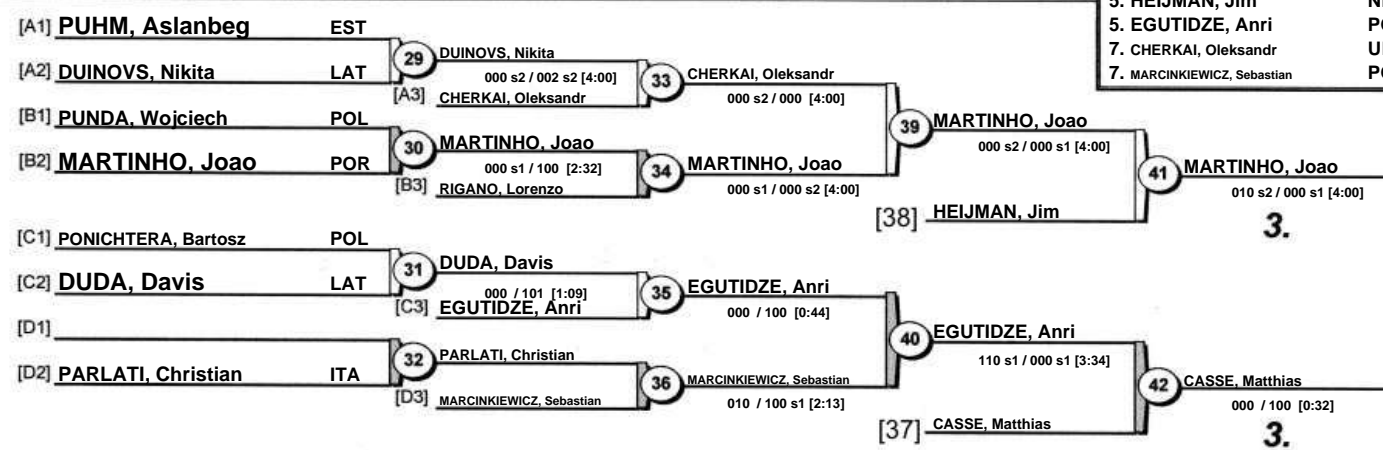 5. HEIJMAN, Jim
5. EGUTIDZE, Anri
7. CHERKAI, Oleksandr
7. MARCINKIEWICZ, Sebastian
[A1] PUHM, Aslanbeg EST
29 DUINOVS, Nikita
[A2] DUINOVS, Nikita LAT
000 s2 / 002 s2 [4:00]
33 CHERKAI, Oleksandr
[A3] CHERKAI, Oleksandr
000 s2 / 000 [4:00]
[B1] PUNDA, Wojciech POL
39 MARTINHO, Joao
30 MARTINHO, Joao
000 s2 / 000 s1 [4:00]
[B2] MARTINHO, Joao POR
000 s1 / 100 [2:32]
34 MARTINHO, Joao
41 MARTINHO, Joao
[B3] RIGANO, Lorenzo
000 s1 / 000 s2 [4:00]
010 s2 / 000 s1 [4:00]
[38] HEIJMAN, Jim
3.
[C1] PONICHTERA, Bartosz POL
31 DUDA, Davis
[C2] DUDA, Davis LAT
000 / 101 [1:09]
35 EGUTIDZE, Anri
[C3] EGUTIDZE, Anri
000 / 100 [0:44]
[D1]
40 EGUTIDZE, Anri
32 PARLATI, Christian
110 s1 / 000 s1 [3:34]
[D2] PARLATI, Christian ITA
36 MARCINKIEWICZ, Sebastian
42 CASSE, Matthias
[D3] MARCINKIEWICZ, Sebastian
010 / 100 s1 [2:13]
000 / 100 [0:32]
[37] CASSE, Matthias
3.